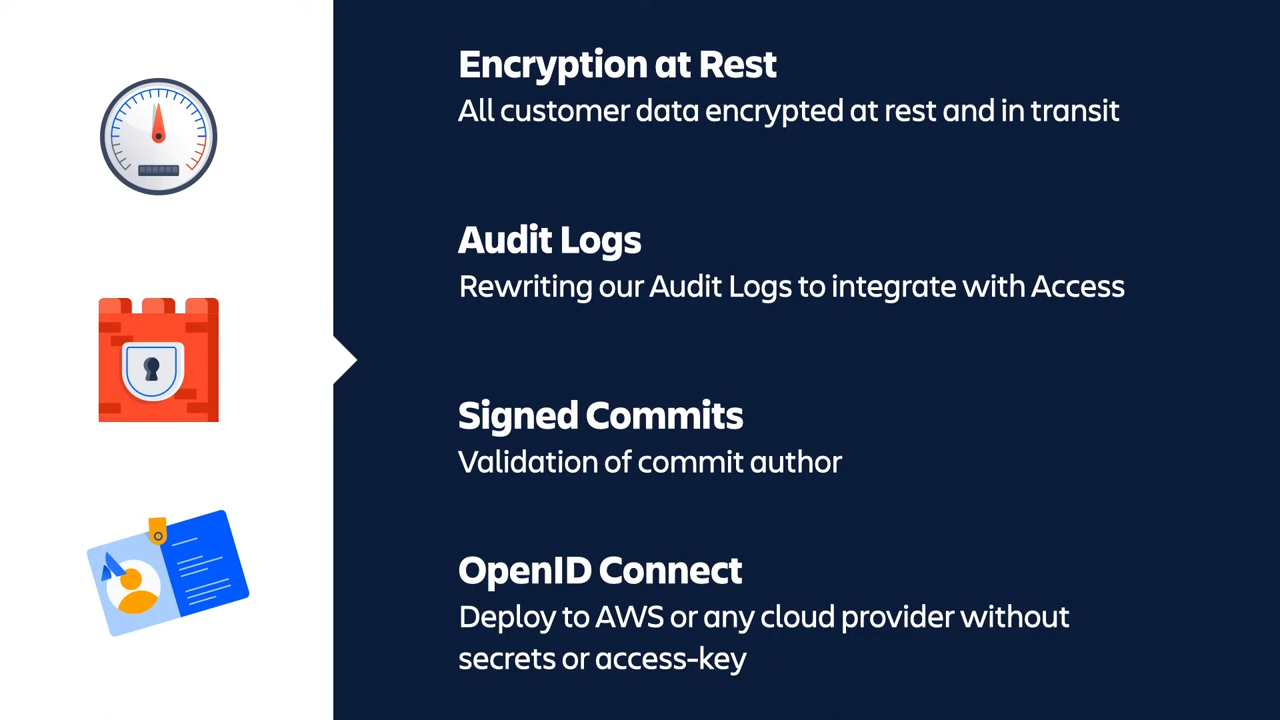 Encryption at Rest
All customer data encrypted at rest and in transit
Audit Logs
Rewriting our Audit Logs to integrate with Access
Signed Commits
Validation of commit author
OpenID Connect
Deploy to AWS or any cloud provider without
secrets or access-key